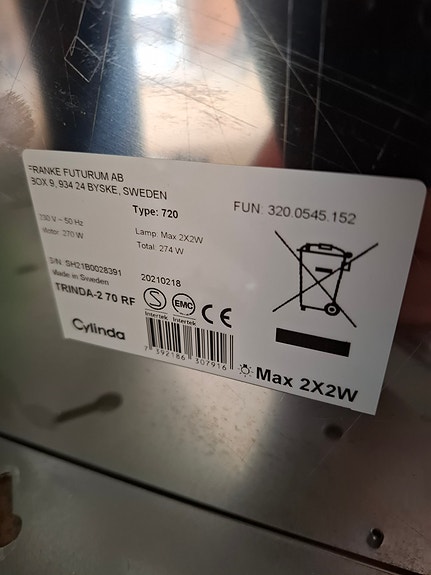 FRANKE FUTURUM AB
BOX 9, 934 24 BYSKE, SWEDEN
Type: 720
FUN: 320.0545.152
230 V ~ 50 Hz
Motor: 270 W
Lamp: Max 2X2W
Total: 274 W
S/N: SH21B0028391
20210218
Made in Sweden
TRINDA-2 70 RF
S
Intertek
EMC
Intertek
CE
Cylinda
7 392186 307916
Max 2X2W